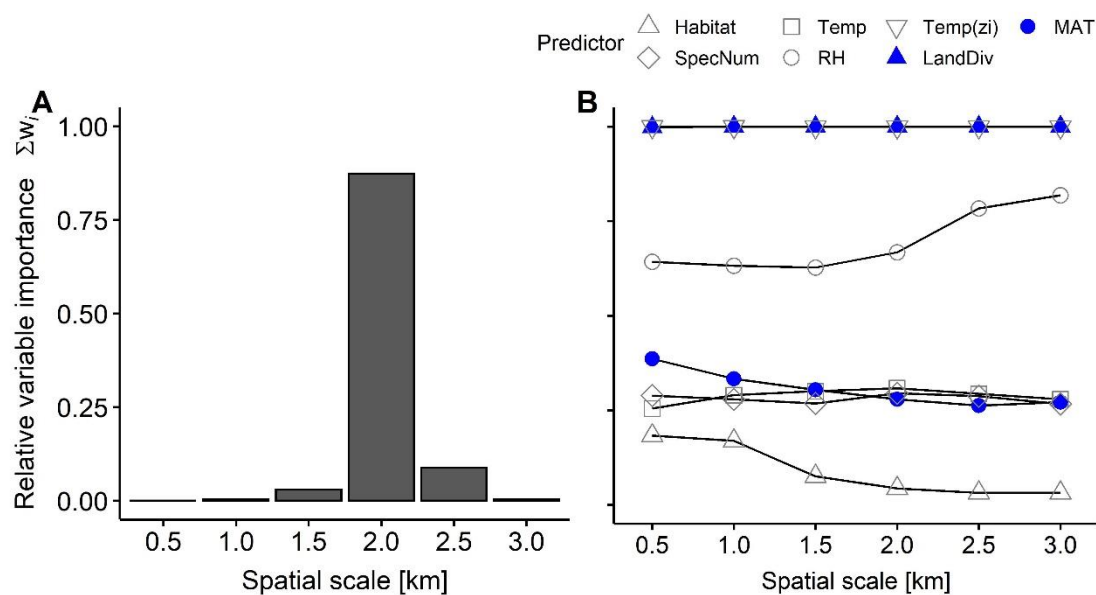 Predictor Habitat Temp Temp(zi) MAT
SpecNum RH LandDiv
A
B
Relative variable importance Σwi
1.00
0.75
0.50
0.25
0.00
0.5 1.0 1.5 2.0 2.5 3.0
Spatial scale [km]
0.5 1.0 1.5 2.0 2.5 3.0
Spatial scale [km]